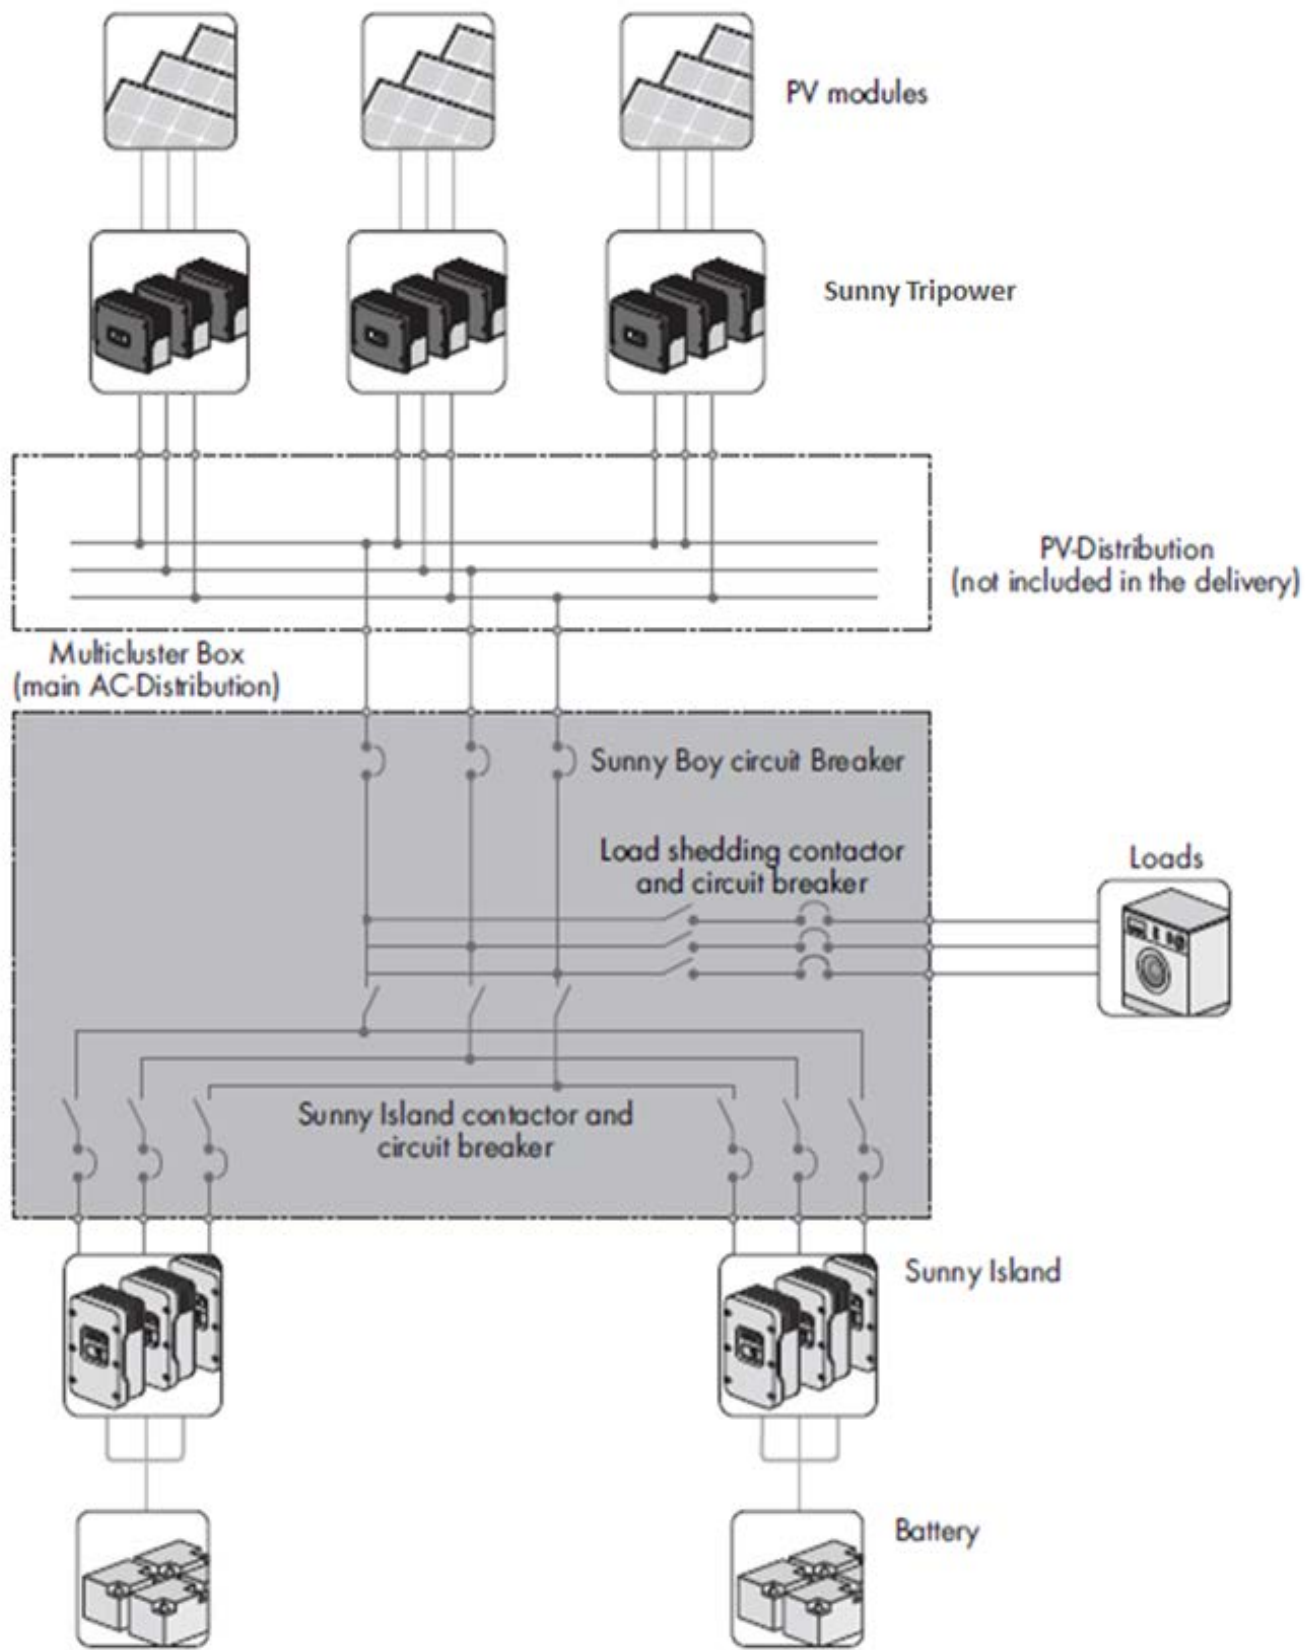 PV modules
Sunny Tripower
PV-Distribution
(not included in the delivery)
Multicluster Box
(main AC-Distribution)
Sunny Boy circuit Breaker
Load shedding contactor
and circuit breaker
Loads
Sunny Island contactor and
circuit breaker
Sunny Island
Battery